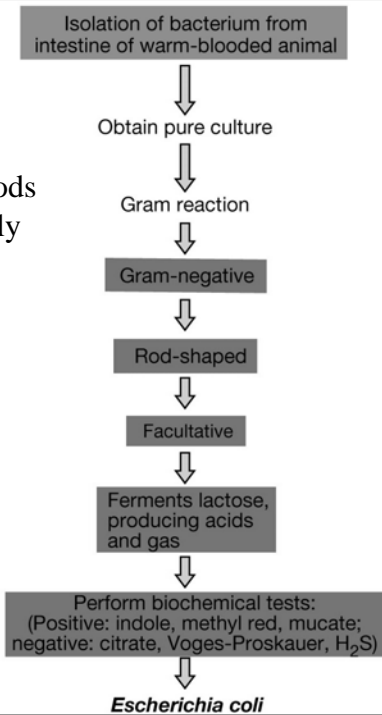 Isolation of bacterium from
intestine of warm-blooded animal
Obtain pure culture
Gram reaction
Gram-negative
Rod-shaped
Facultative
Ferments lactose,
producing acids
and gas
Perform biochemical tests:
(Positive: indole, methyl red, mucate;
negative: citrate, Voges-Proskauer, H₂S)
Escherichia coli